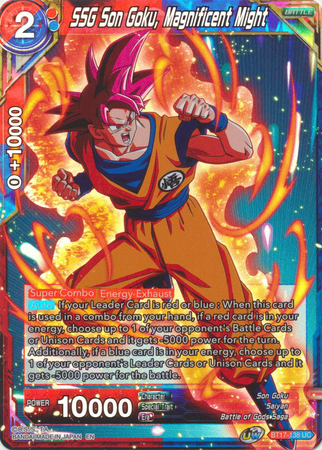 2
SSG Son Goku, Magnificent Might
BATTLE
0 +10000
Super Combo Energy-Exhaust
Auto If your Leader Card is red or blue : When this card
is used in a combo from your hand, if a red card is in your
energy, choose up to 1 of your opponent's Battle Cards
or Unison Cards and it gets -5000 power for the turn.
Additionally, if a blue card is in your energy, choose up
to 1 of your opponent's Leader Cards or Unison Cards and it
gets -5000 power for the battle.
POWER 10000
Character Son Goku
Special Trait Saiyan
Era Battle of Gods Saga
BANDAI MADE IN JAPAN EN
BT17-138 UC